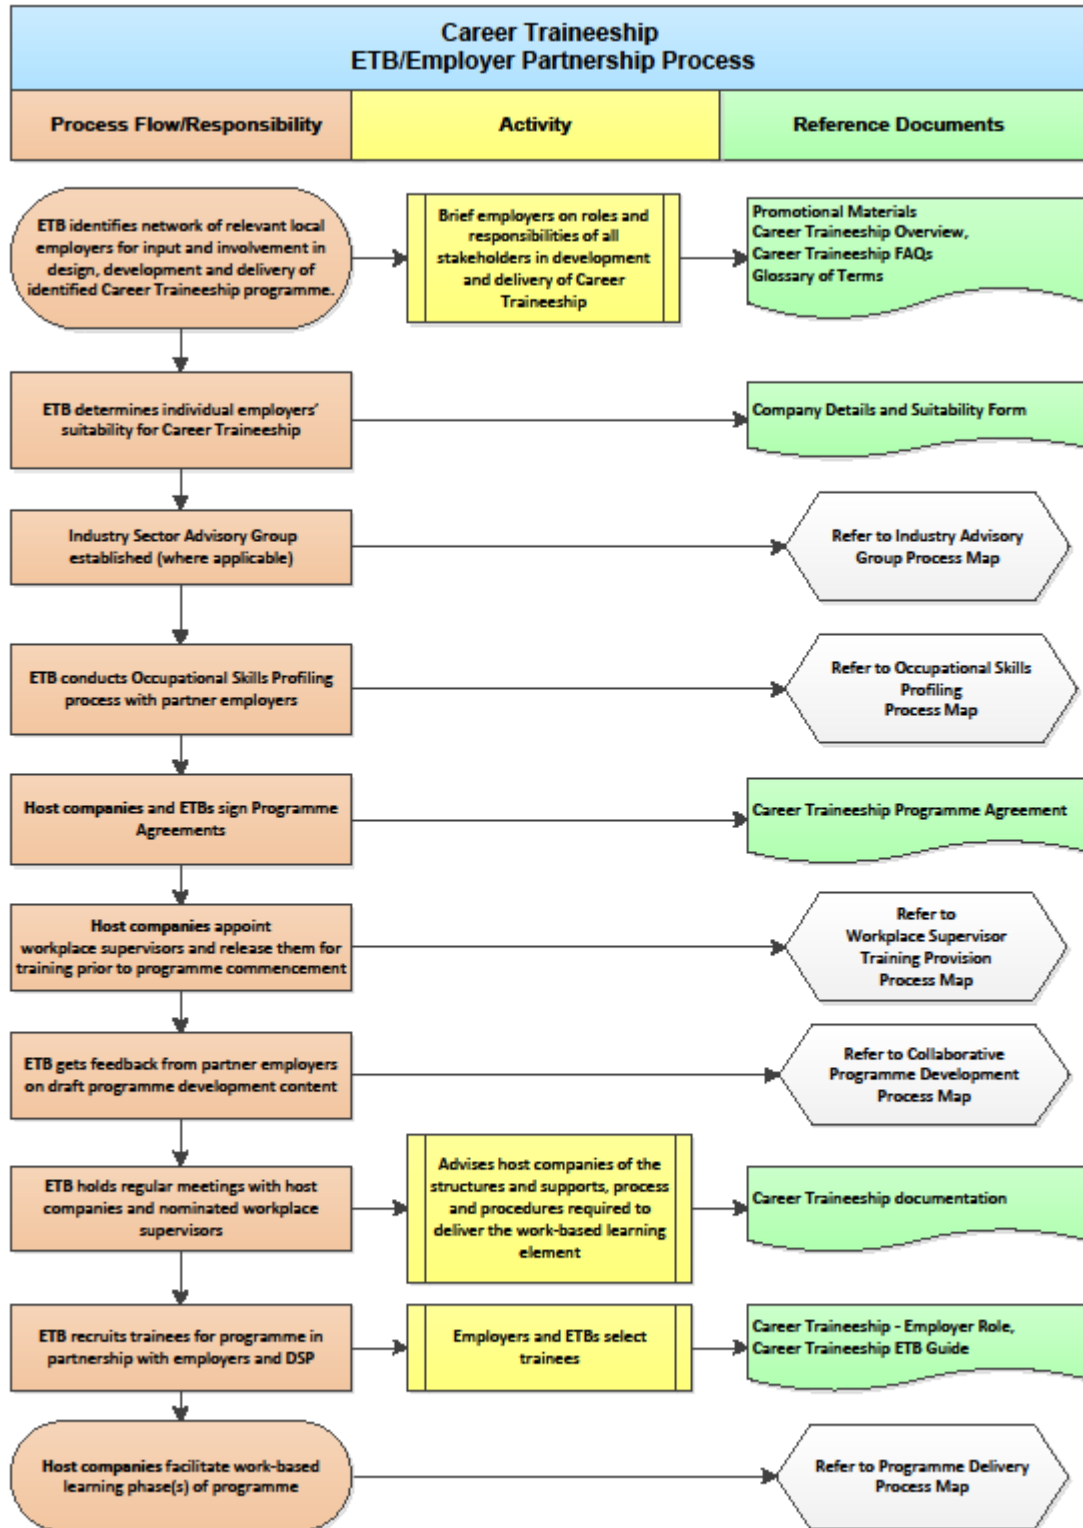 Career Traineeship
ETB/Employer Partnership Process
Process Flow/Responsibility
Activity
Reference Documents
ETB identifies network of relevant local
employers for input and involvement in
design, development and delivery of
identified Career Traineeship programme.
Brief employers on roles and
responsibilities of all
stakeholders in development
and delivery of Career
Traineeship
Promotional Materials
Career Traineeship Overview,
Career Traineeship FAQs
Glossary of Terms
ETB determines individual employers’
suitability for Career Traineeship
Company Details and Suitability Form
Industry Sector Advisory Group
established (where applicable)
Refer to Industry Advisory
Group Process Map
ETB conducts Occupational Skills Profiling
process with partner employers
Refer to Occupational Skills
Profiling
Process Map
Host companies and ETBs sign Programme
Agreements
Career Traineeship Programme Agreement
Host companies appoint
workplace supervisors and release them for
training prior to programme commencement
Refer to
Workplace Supervisor
Training Provision
Process Map
ETB gets feedback from partner employers
on draft programme development content
Refer to Collaborative
Programme Development
Process Map
ETB holds regular meetings with host
companies and nominated workplace
supervisors
Advises host companies of the
structures and supports, process
and procedures required to
deliver the work-based learning
element
Career Traineeship documentation
ETB recruits trainees for programme in
partnership with employers and DSP
Employers and ETBs select
trainees
Career Traineeship - Employer Role,
Career Traineeship ETB Guide
Host companies facilitate work-based
learning phase(s) of programme
Refer to Programme Delivery
Process Map